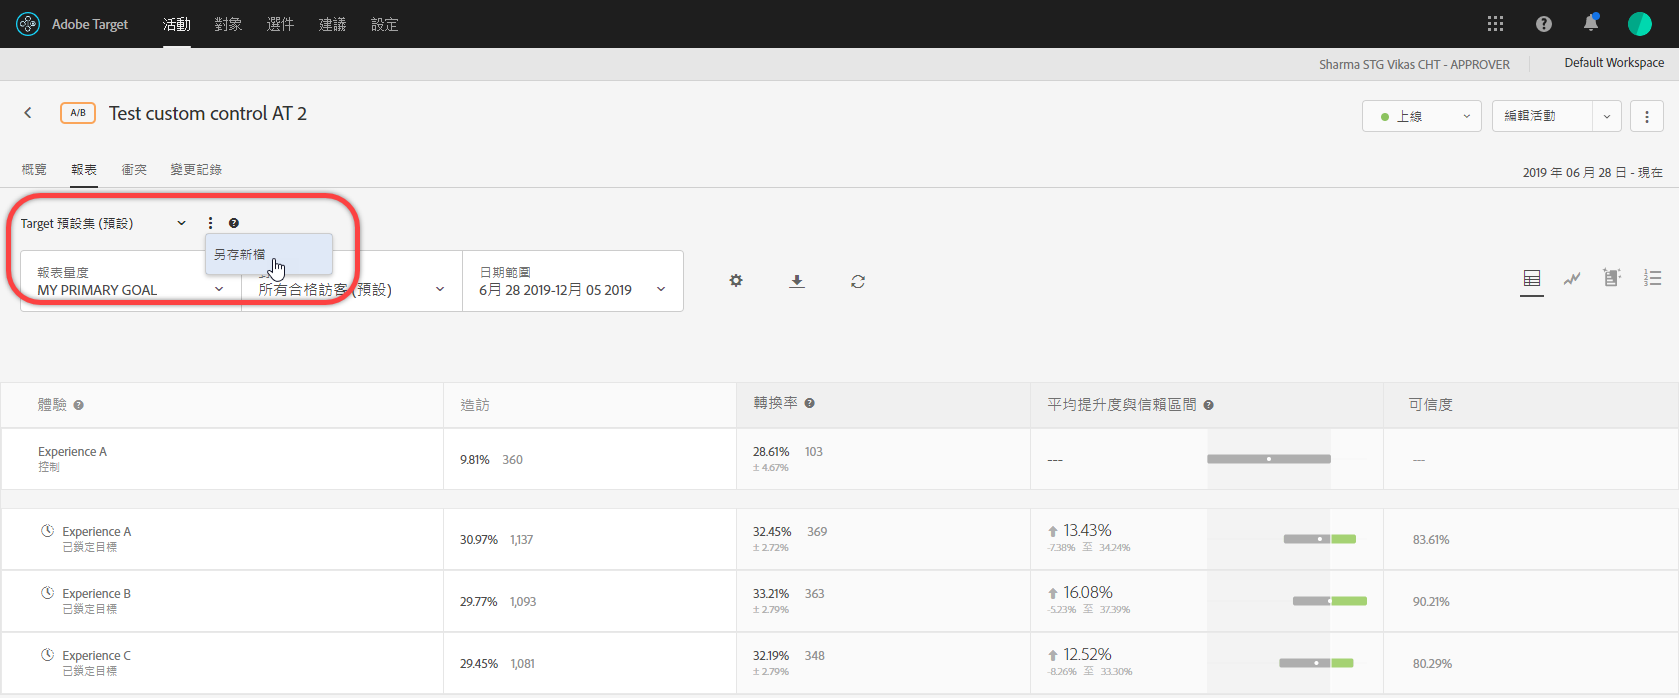 Adobe Target 活動 對象 選件 建議 設定
Sharma STG Vikas CHT - APPROVER Default Workspace
A/B Test custom control AT 2
上線 編輯活動
概覽 報表 衝突 變更記錄
2019 年 06 月 28 日 - 現在
Target 預設集 (預設)
另存新檔
報表量度 日期範圍
MY PRIMARY GOAL 所有合格訪客 (預設) 6月 28 2019-12月 05 2019
體驗 造訪 轉換率 平均提升度與信賴區間 可信度
Experience A
控制
9.81% 360
28.61% 103
± 4.67%
---
---
Experience A
已鎖定目標
30.97% 1,137
32.45% 369
± 2.72%
13.43%
-7.38% 至 34.24%
83.61%
Experience B
已鎖定目標
29.77% 1,093
33.21% 363
± 2.79%
16.08%
-5.23% 至 37.39%
90.21%
Experience C
已鎖定目標
29.45% 1,081
32.19% 348
± 2.79%
12.52%
-8.26% 至 33.30%
80.29%